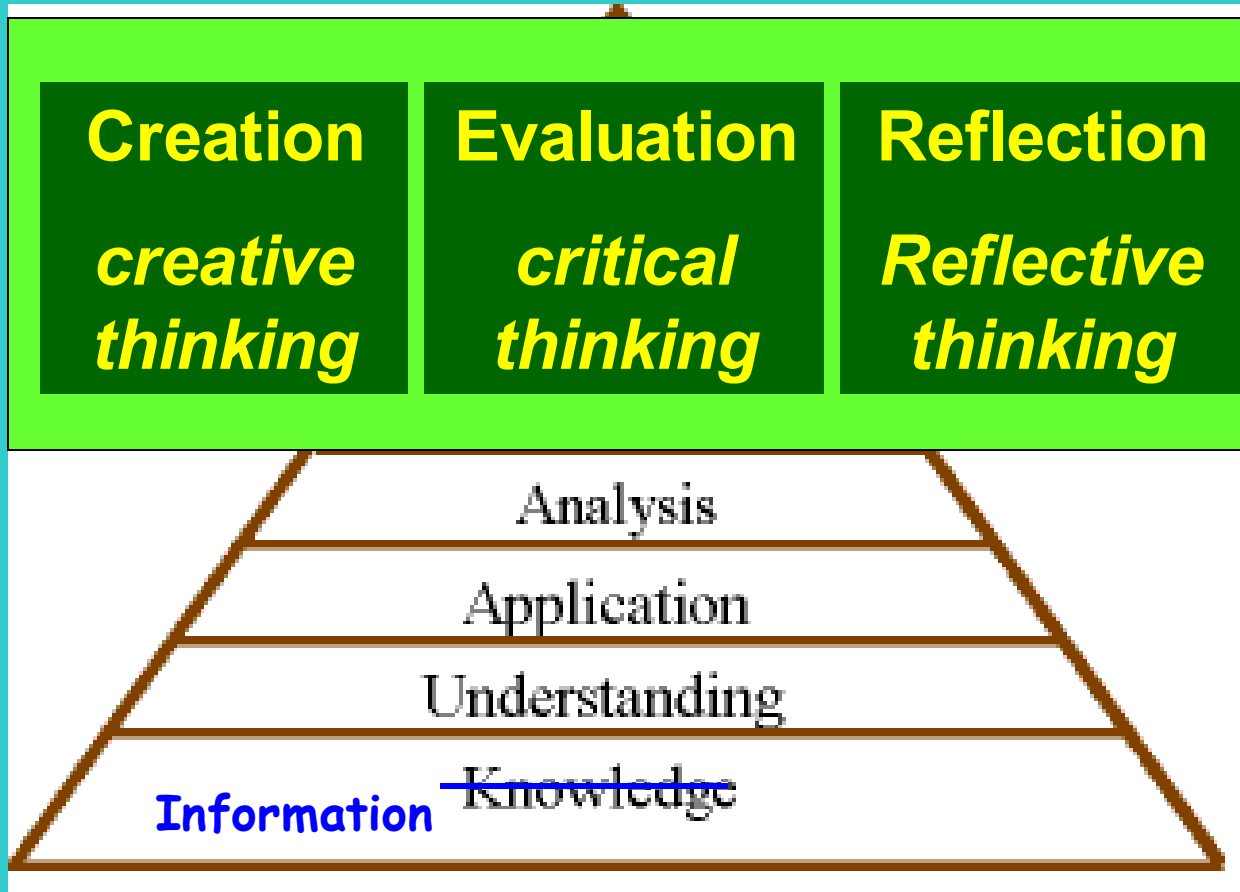 Creation
creative
thinking
Evaluation
critical
thinking
Reflection
Reflective
thinking
Analysis
Application
Understanding
Knowledge
Information